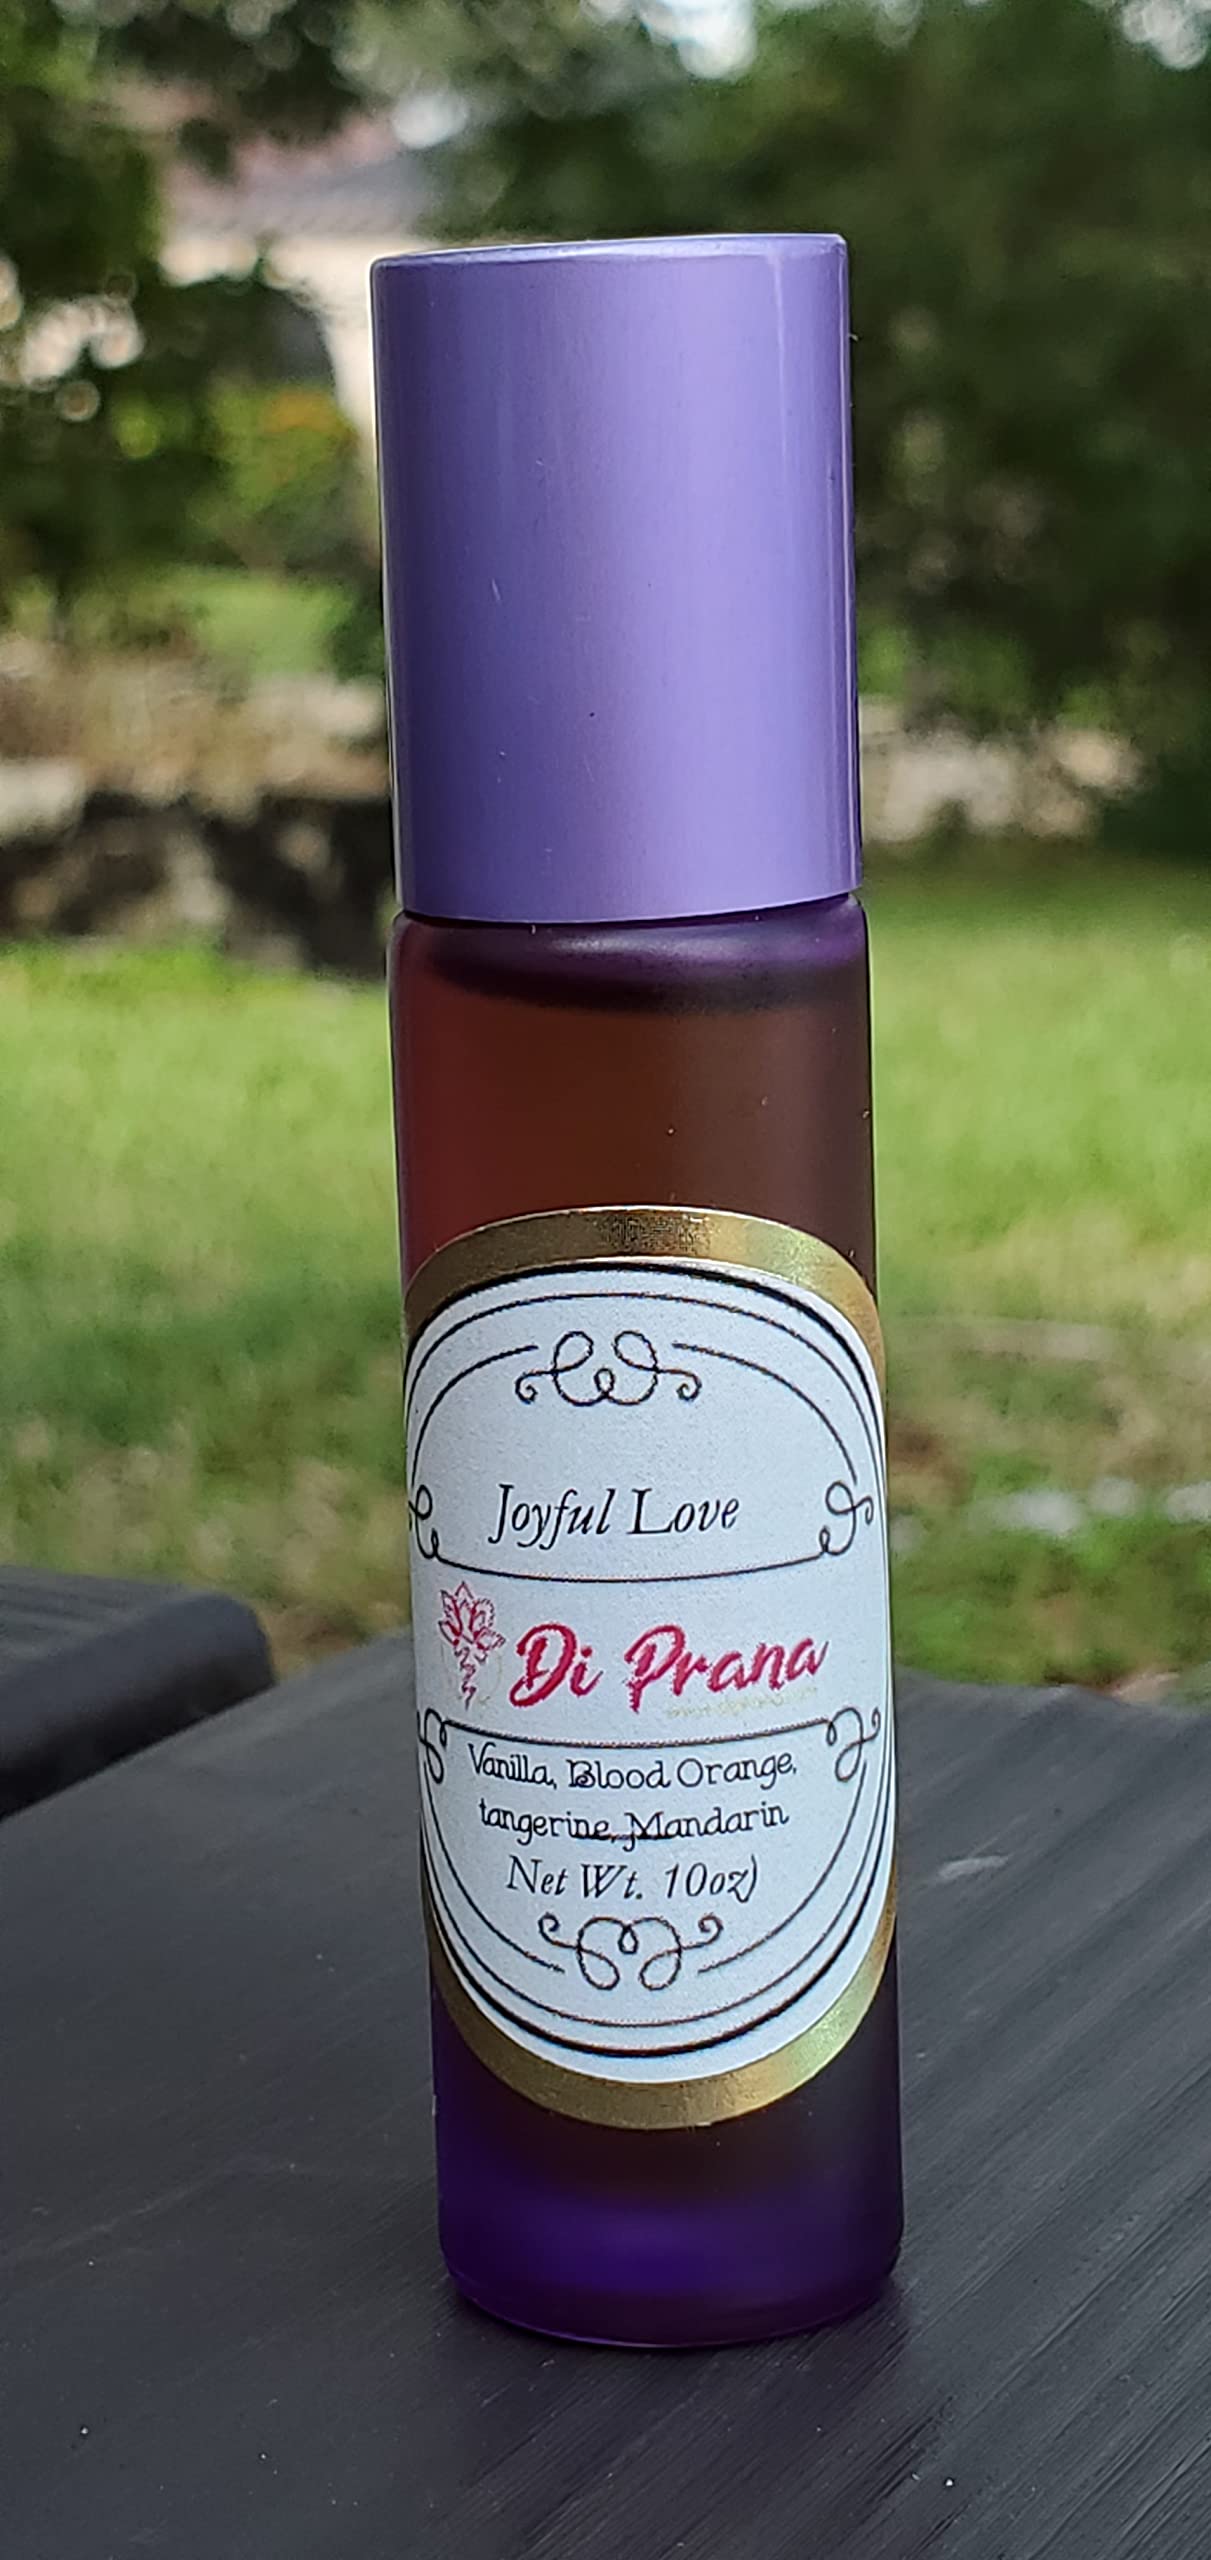 Joyful Love
Di Prana
Vanilla, Blood Orange,
tangerine, Mandarin
Net Wt. 10oz)